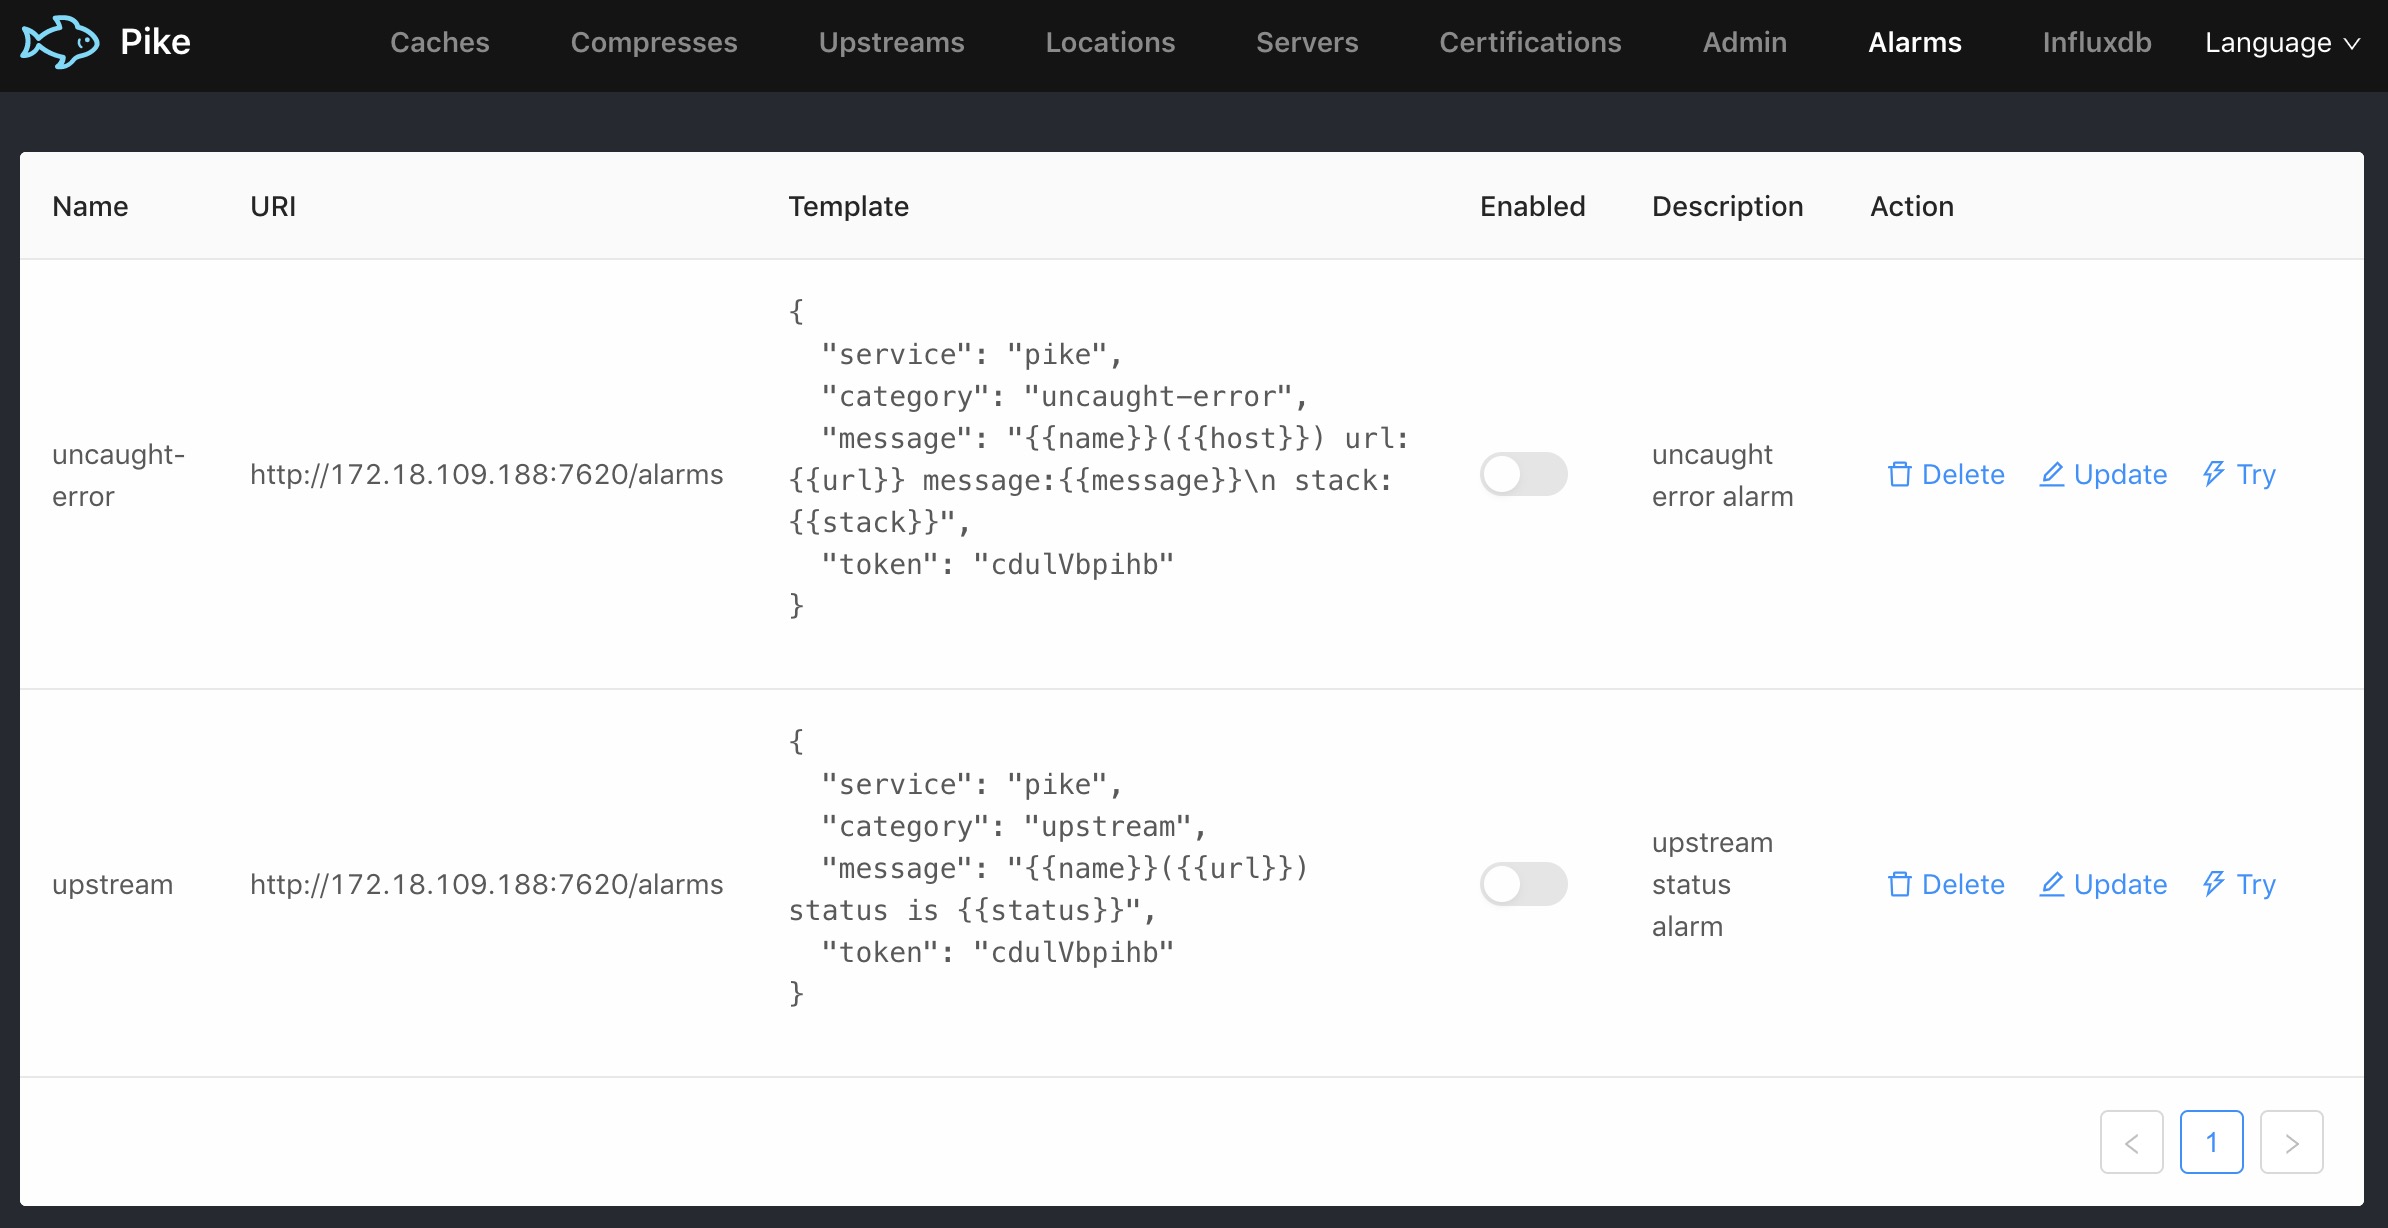 Pike Caches Compresses Upstreams Locations Servers Certifications Admin Alarms Influxdb Language
Name URI Template Enabled Description Action
uncaught-
error
http://172.18.109.188:7620/alarms
{
  "service": "pike",
  "category": "uncaught-error",
  "message": "{{name}}({{host}}) url:
{{url}} message:{{message}}\n stack:
{{stack}}",
  "token": "cdulVbpihb"
}
uncaught
error alarm
Delete Update Try
upstream
http://172.18.109.188:7620/alarms
{
  "service": "pike",
  "category": "upstream",
  "message": "{{name}}({{url}})
status is {{status}}",
  "token": "cdulVbpihb"
}
upstream
status
alarm
Delete Update Try
< 1 >